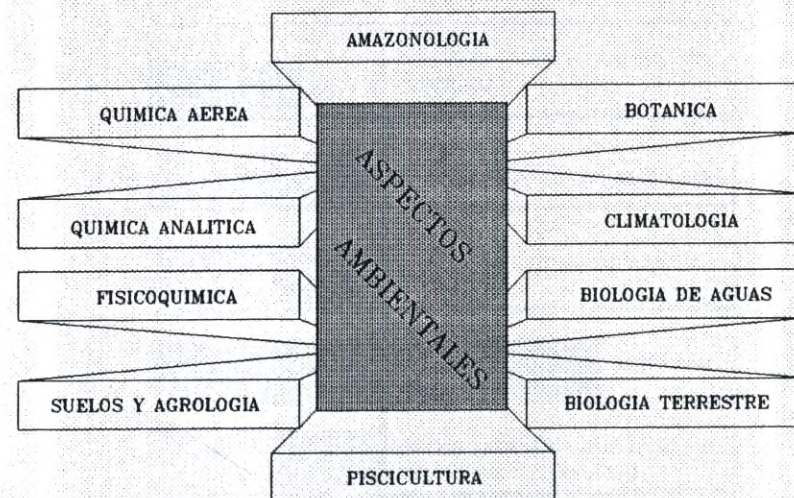 AMAZONOLOGIA
QUIMICA AEREA
BOTANICA
QUIMICA ANALITICA
CLIMATOLOGIA
ASPECTOS
AMBIENTALES
FISICOQUIMICA
BIOLOGIA DE AGUAS
SUELOS Y AGROLOGIA
BIOLOGIA TERRESTRE
PISCICULTURA